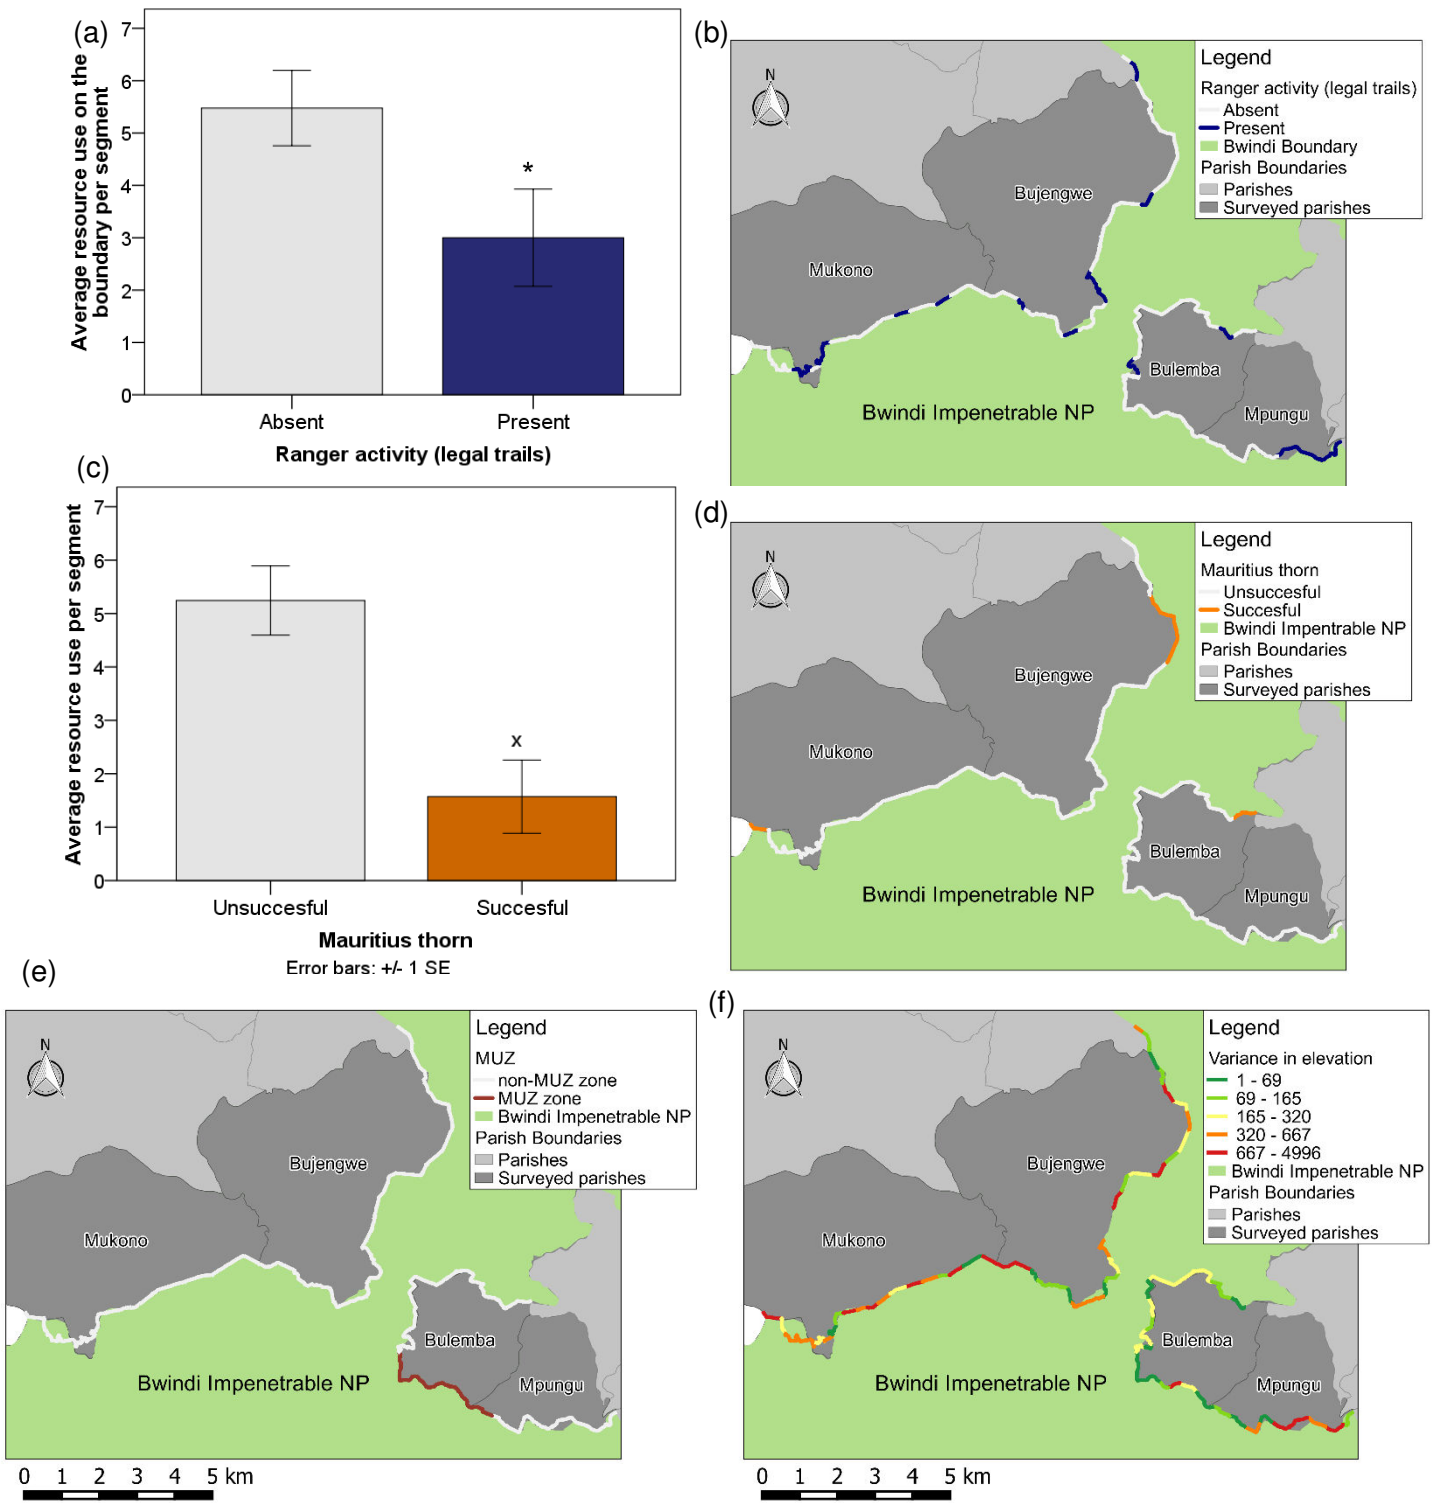 (a)
Average resource use on the
boundary per segment
7
6
5
4
3
2
1
0
*
Absent
Present
Ranger activity (legal trails)
(b)
N
Bujengwe
Mukono
Bulemba
Mpungu
Bwindi Impenetrable NP
Legend
Ranger activity (legal trails)
Absent
Present
Bwindi Boundary
Parish Boundaries
Parishes
Surveyed parishes
(c)
Average resource use per segment
7
6
5
4
3
2
1
0
x
Unsuccesful
Succesful
Mauritius thorn
Error bars: +/- 1 SE
(d)
N
Bujengwe
Mukono
Bulemba
Mpungu
Bwindi Impenetrable NP
Legend
Mauritius thorn
Unsuccesful
Succesful
Bwindi Impentrable NP
Parish Boundaries
Parishes
Surveyed parishes
(e)
N
Bujengwe
Mukono
Bulemba
Mpungu
Bwindi Impenetrable NP
Legend
MUZ
non-MUZ zone
MUZ zone
Bwindi Impenetrable NP
Parish Boundaries
Parishes
Surveyed parishes
0 1 2 3 4 5 km
(f)
N
Bujengwe
Mukono
Bulemba
Mpungu
Bwindi Impenetrable NP
Legend
Variance in elevation
1 - 69
69 - 165
165 - 320
320 - 667
667 - 4996
Bwindi Impenetrable NP
Parish Boundaries
Parishes
Surveyed parishes
0 1 2 3 4 5 km